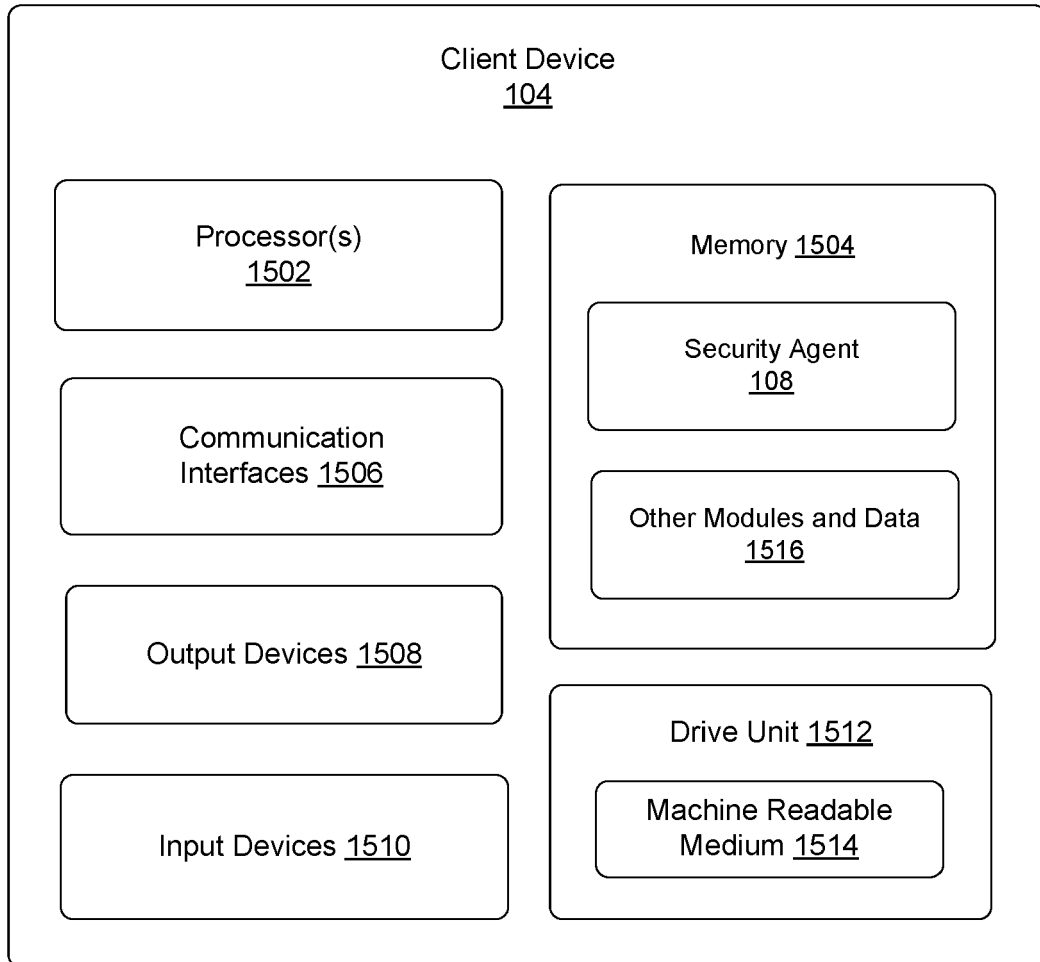 Client Device
104
Processor(s)
1502
Communication
Interfaces 1506
Output Devices 1508
Input Devices 1510
Memory 1504
Security Agent
108
Other Modules and Data
1516
Drive Unit 1512
Machine Readable
Medium 1514